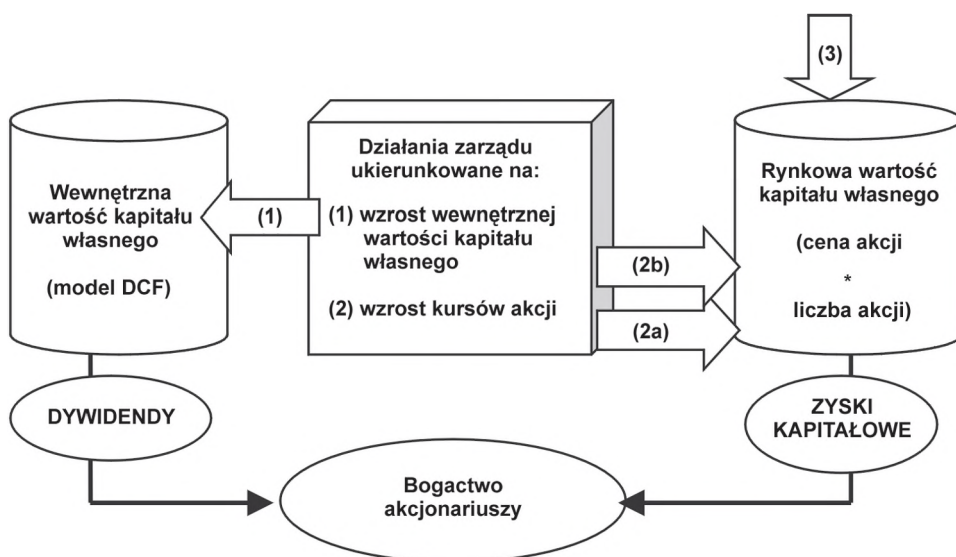 (3)
Wewnętrzna
wartość kapitału
własnego
(model DCF)
(1)
Działania zarządu
ukierunkowane na:
(1) wzrost wewnętrznej
wartości kapitału
własnego
(2) wzrost kursów akcji
(2b)
(2a)
Rynkowa wartość
kapitału własnego
(cena akcji
*
liczba akcji)
DYWIDENDY
ZYSKI
KAPITAŁOWE
Bogactwo
akcjonariuszy